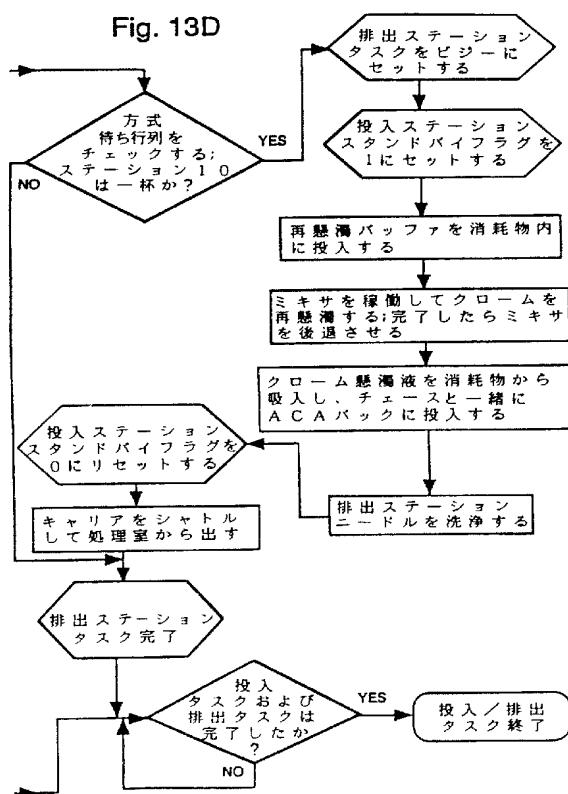 Fig. 13D
排出ステーション
タスクをビジーに
セットする
方式
待ち行列を
チェックする;
ステーション10
は一杯か?
YES
NO
投入ステーション
スタンドバイフラグを
1にセットする
再懸濁バッファを消耗物内
に投入する
ミキサを稼働してクロームを
再懸濁する;完了したらミキサ
を後退させる
クローム懸濁液を消耗物から
吸入し、チェースと一緒に
ACAパックに投入する
投入ステーション
スタンドバイフラグを
0にリセットする
排出ステーション
ニードルを洗浄する
キャリアをシャトル
して処理室から出す
排出ステーション
タスク完了
投入
タスクおよび
排出タスクは
完了したか
?
YES
NO
投入/排出
タスク終了